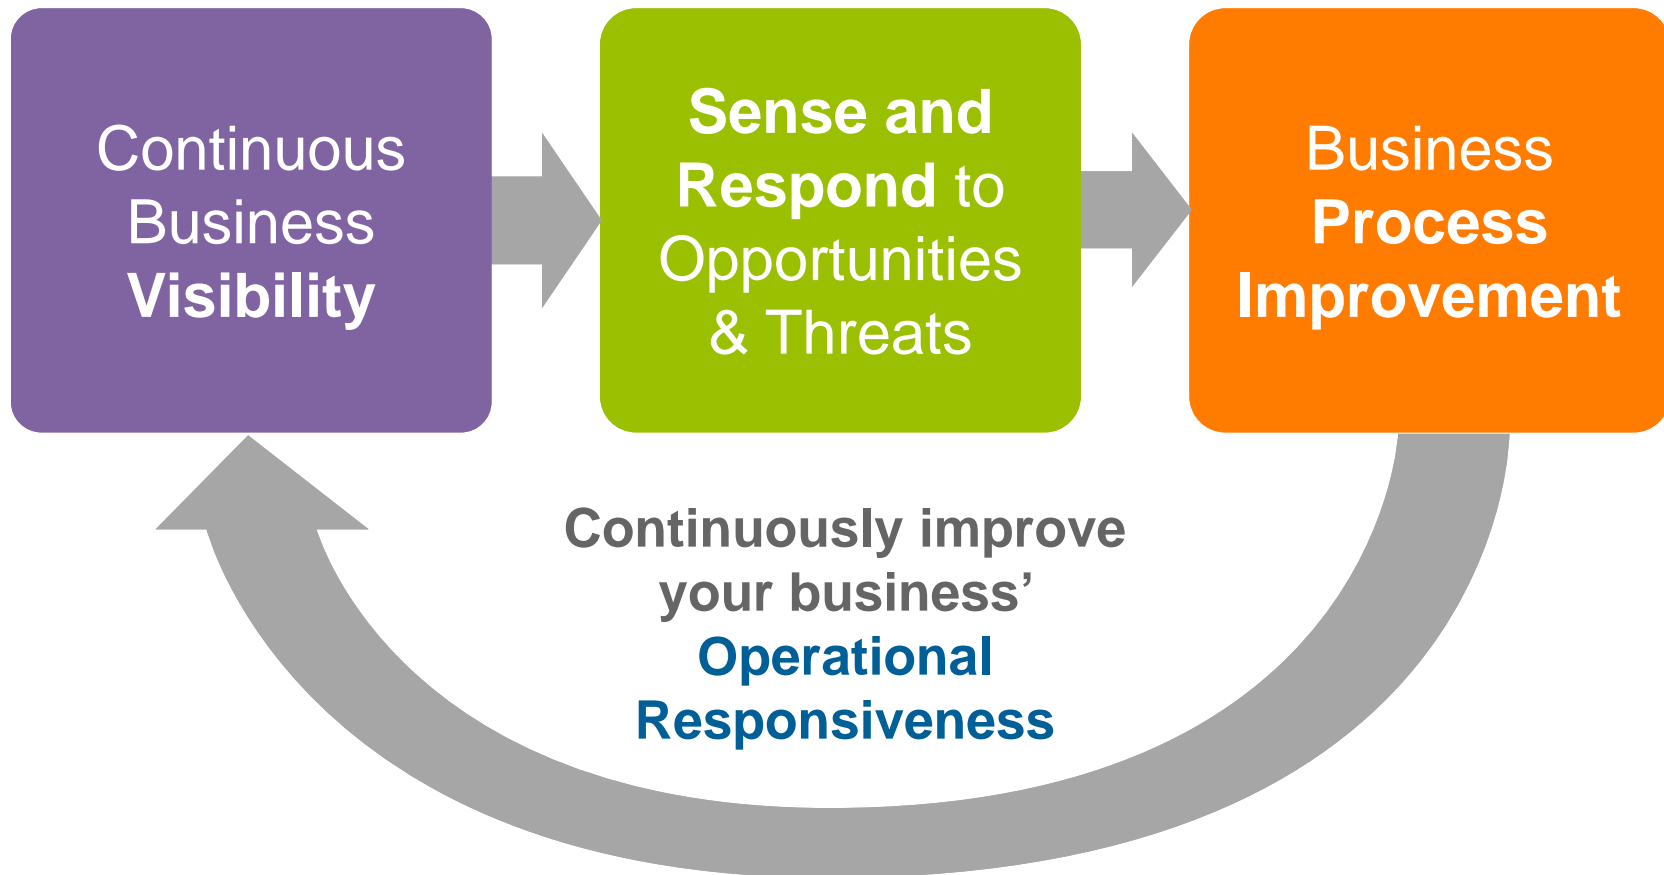 Continuous
Business
Visibility
Sense and
Respond to
Opportunities
& Threats
Business
Process
Improvement
Continuously improve
your business’
Operational
Responsiveness